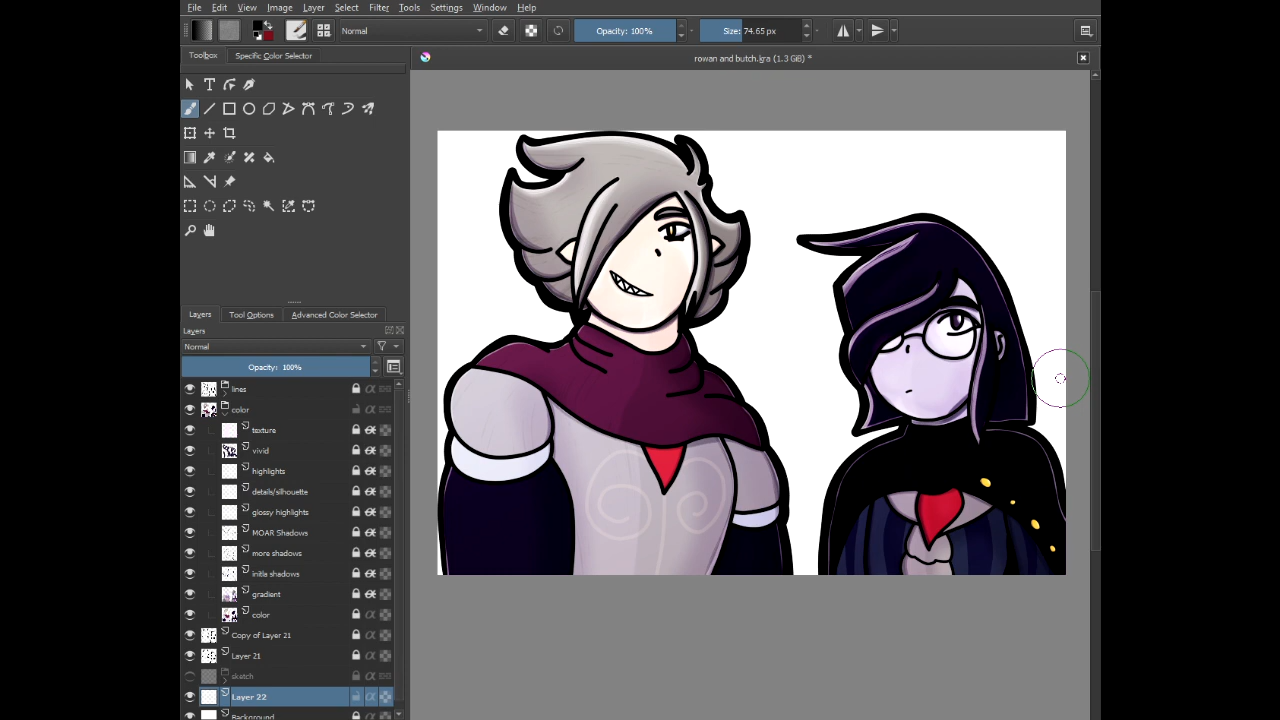 File Edit View Image Layer Select Filter Tools Settings Window Help
Normal Opacity: 100% Size: 74.65 px
Toolbox Specific Color Selector
rowan and butch.kra (1.3 GiB) *
Layers Tool Options Advanced Color Selector
Layers
Normal
Opacity: 100%
lines
color
texture
vivid
highlights
details/silhouette
glossy highlights
MOAR Shadows
more shadows
initla shadows
gradient
color
Copy of Layer 21
Layer 21
sketch
Layer 22
Background